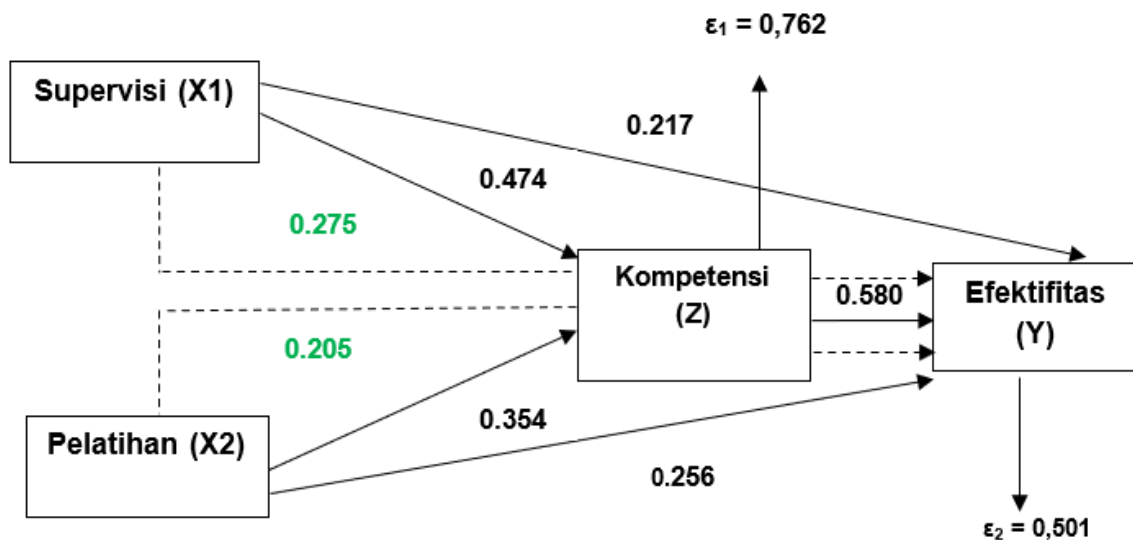 ε₁ = 0,762
Supervisi (X1)
0.217
0.474
0.275
Kompetensi
(Z)
0.580
Efektifitas
(Y)
0.205
0.354
Pelatihan (X2)
0.256
ε₂ = 0,501